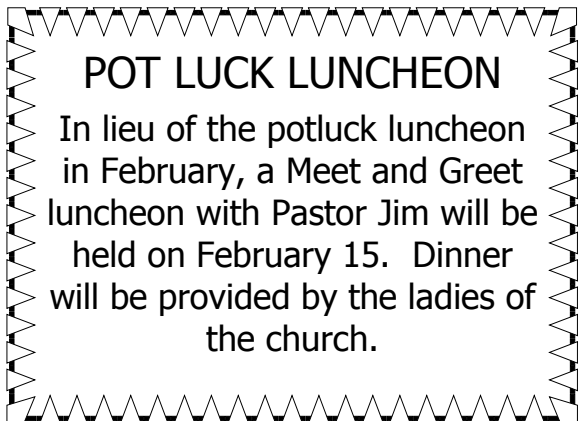 POT LUCK LUNCHEON
In lieu of the potluck luncheon
in February, a Meet and Greet
luncheon with Pastor Jim will be
held on February 15.  Dinner
will be provided by the ladies of
the church.